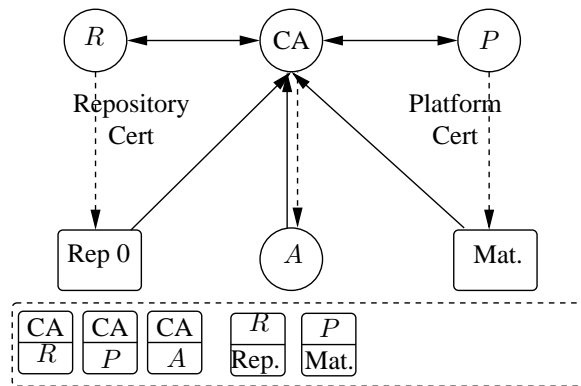 R
CA
P
Repository
Cert
Platform
Cert
Rep 0
A
Mat.
CA
R
CA
P
CA
A
R
Rep.
P
Mat.